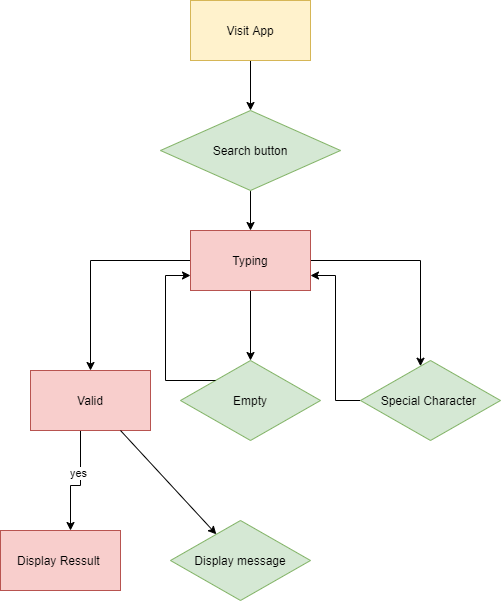 Visit App
Search button
Typing
Valid
Empty
Special Character
yes
Display Ressult
Display message